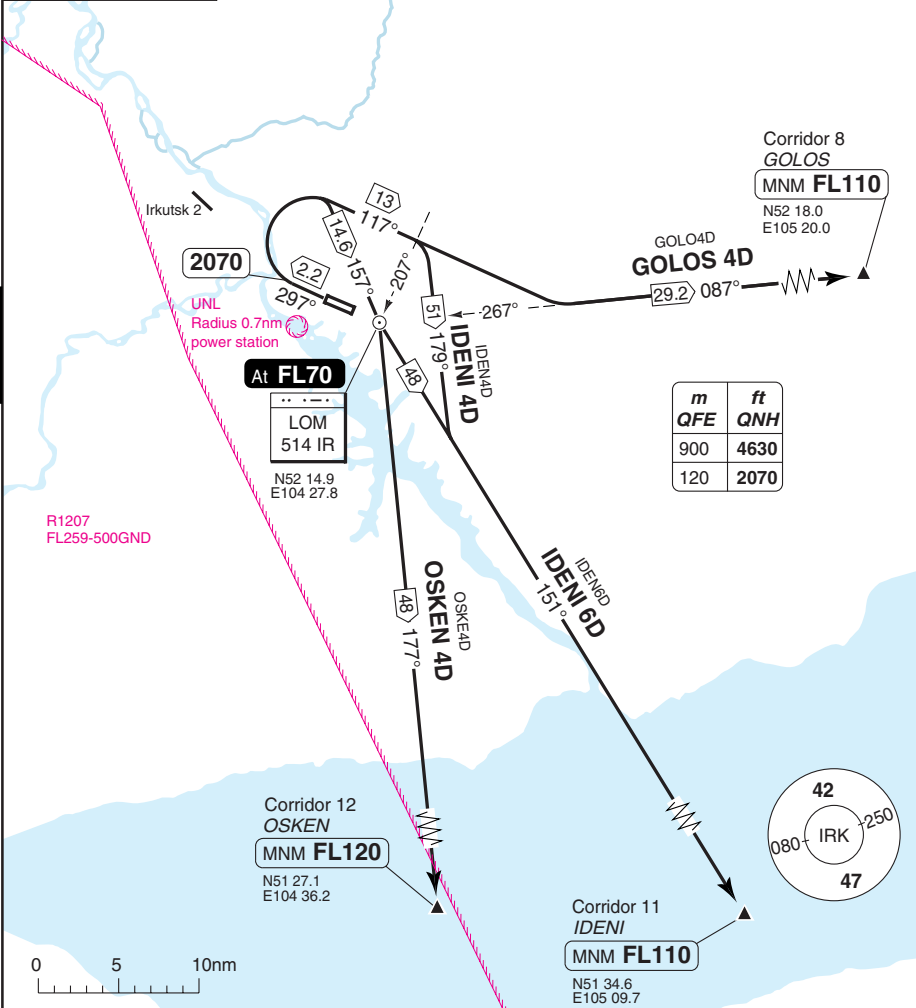 Corridor 8
GOLOS
MNM FL110
N52 18.0
E105 20.0
Irkutsk 2
13
117°
14.6
157°
207°
GOLO4D
GOLOS 4D
29.2 087°
267°
2070
2.2
297°
UNL
Radius 0.7nm
power station
51
179°
IDEN4D
IDENI 4D
48
At FL70
·· ·—·
LOM
514 IR
N52 14.9
E104 27.8
m ft
QFE QNH
900 4630
120 2070
R1207
FL259-500GND
OSKE4D
OSKEN 4D
48
177°
IDEN6D
IDENI 6D
151°
Corridor 12
OSKEN
MNM FL120
N51 27.1
E104 36.2
42
080 IRK 250
47
Corridor 11
IDENI
MNM FL110
N51 34.6
E105 09.7
0 5 10nm